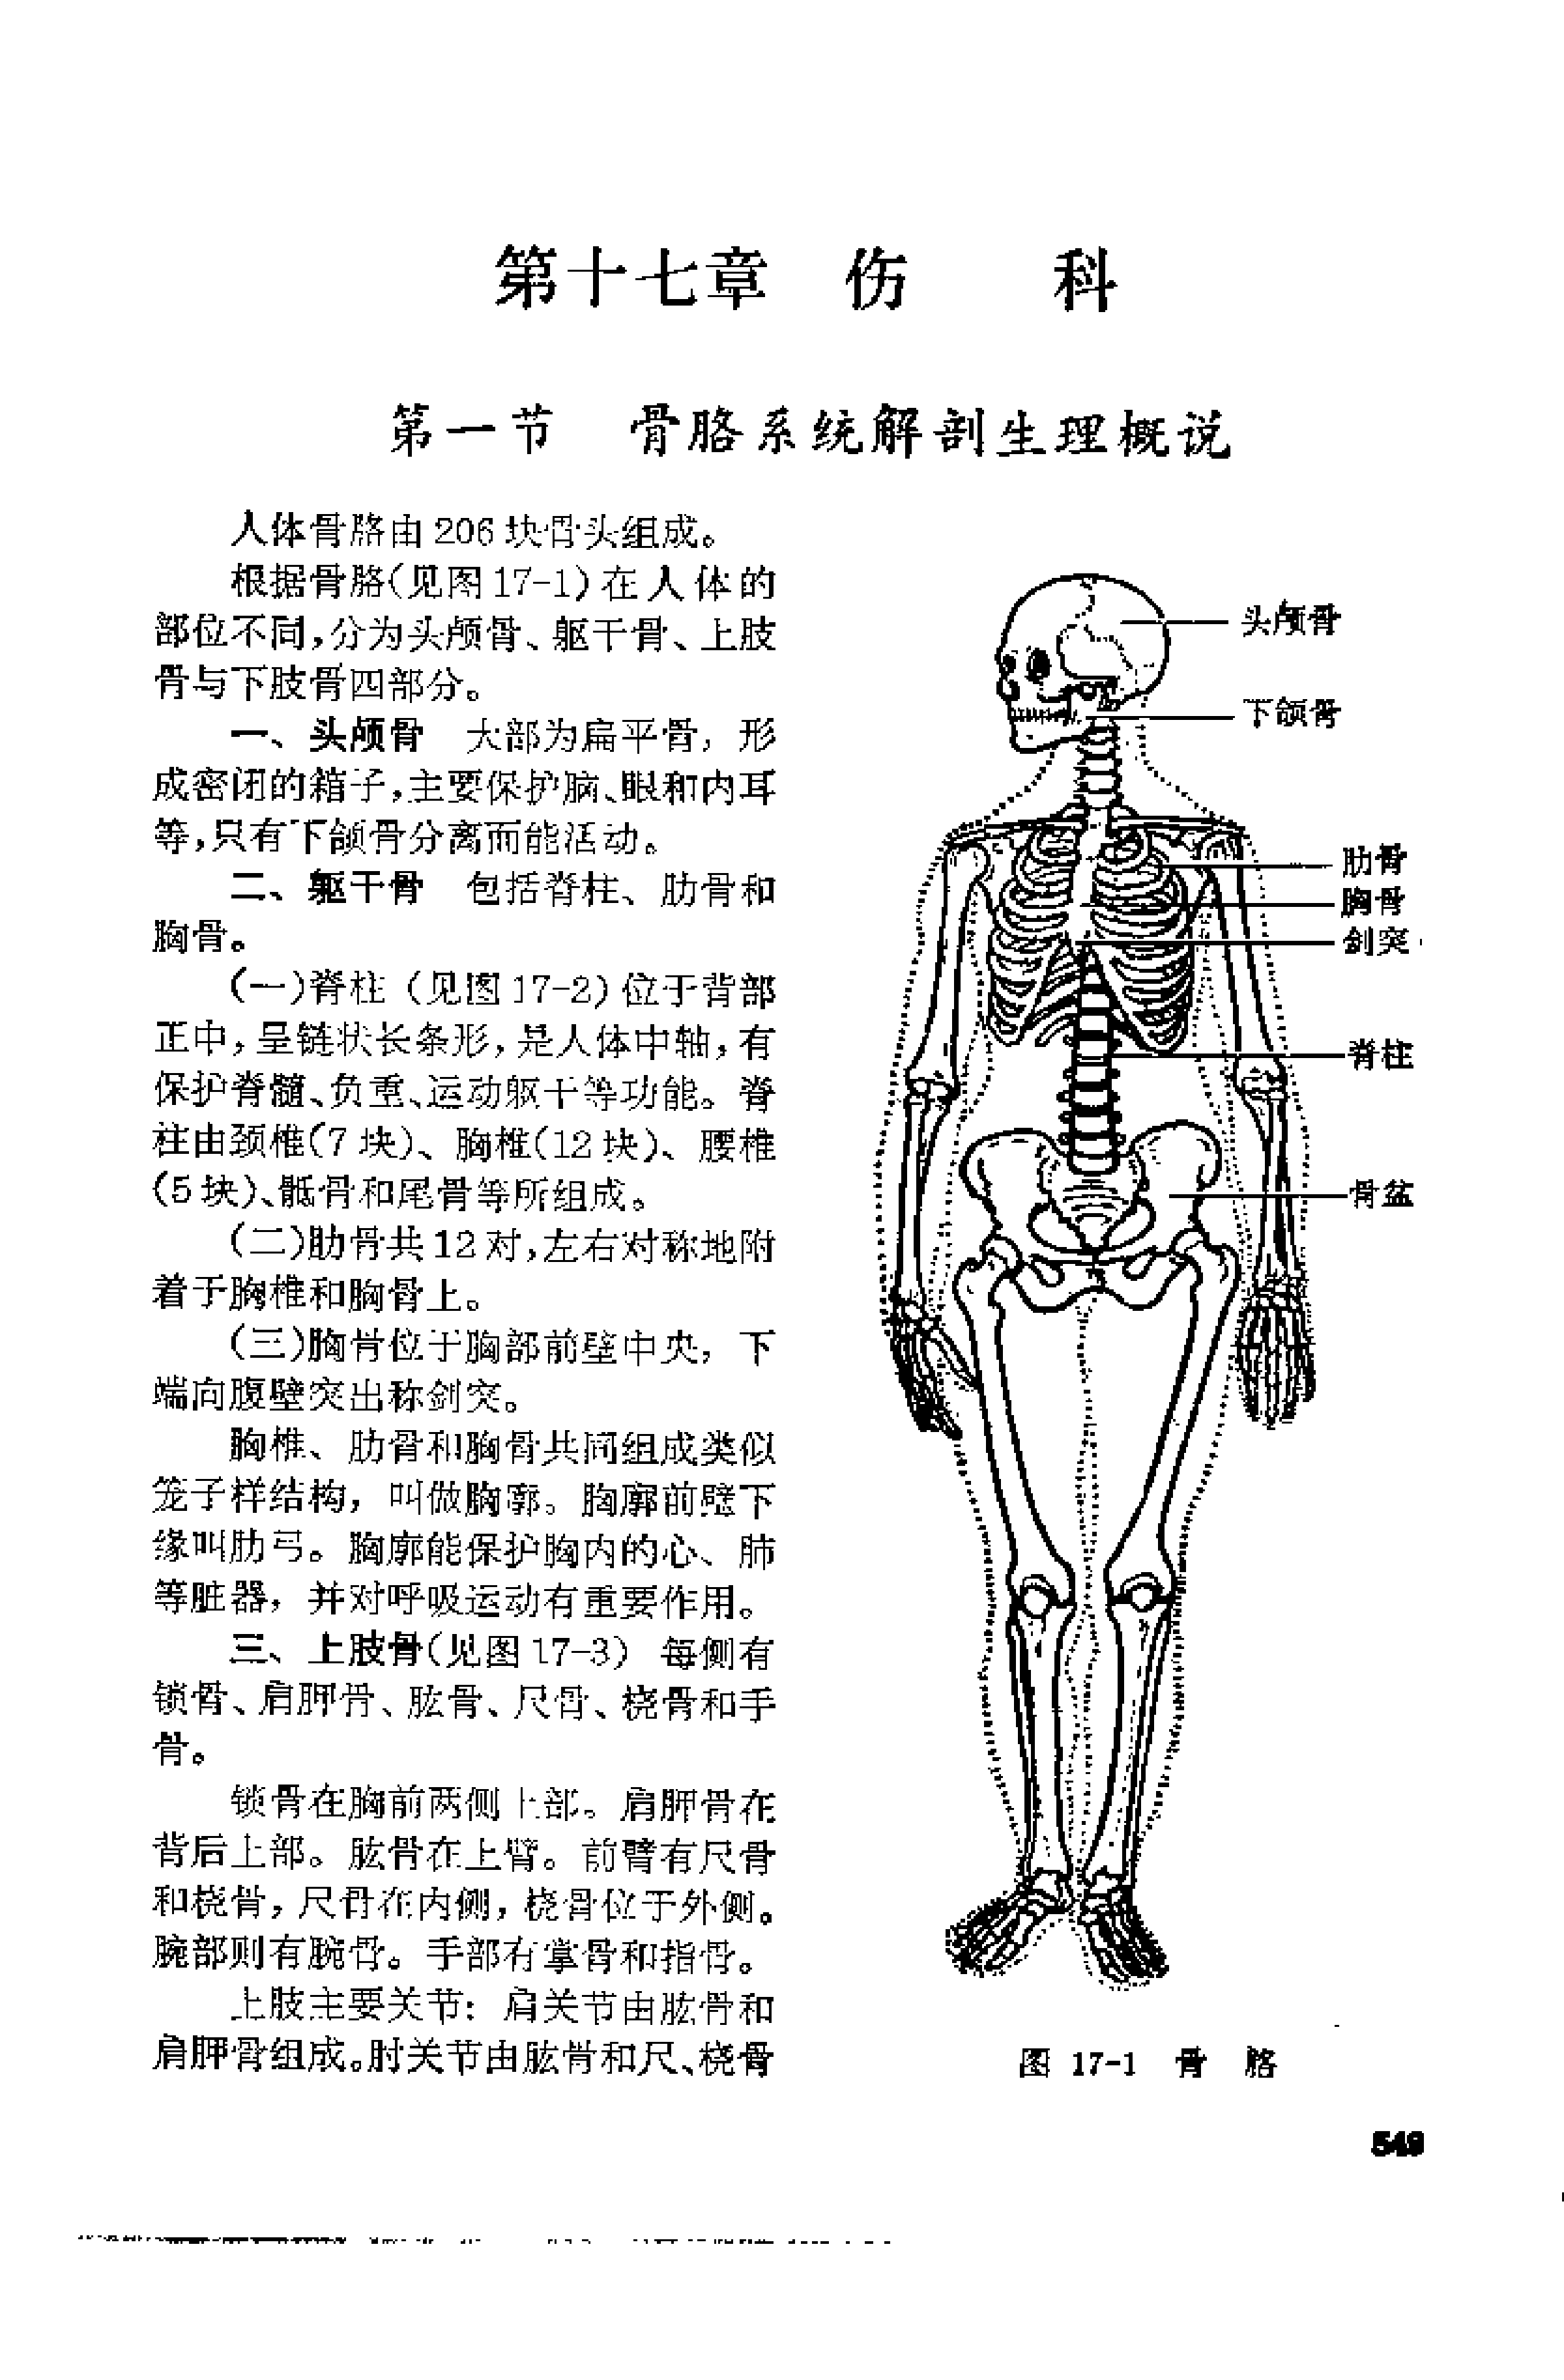 第十七章 伤 科
第一节 骨胳系统解剖生理概说
人体骨胳由206块骨头组成。
根据骨胳(见图17-1)在人体的
部位不同,分为头颅骨、躯干骨、上肢
骨与下肢骨四部分。
一、头颅骨 大部为扁平骨，形
成密闭的箱子,主要保护脑、眼和内耳
等,只有下颌骨分离而能活动。
二、躯干骨 包括脊柱、肋骨和
胸骨。
(一)脊柱（见图17-2)位于背部
正中，呈链状长条形，是人体中轴，有
保护脊髓、负重、运动躯干等功能。脊
柱由颈椎(7块)、胸椎(12块)、腰椎
(5块)、骶骨和尾骨等所组成。
(二)肋骨共12对,左右对称地附
着于胸椎和胸骨上。
(三)胸骨位于胸部前壁中央，下
端向腹壁突出称剑突。
胸椎、肋骨和胸骨共同组成类似
笼子样结构，叫做胸廓。胸廓前壁下
缘叫肋弓。胸廓能保护胸内的心、肺
等脏器，并对呼吸运动有重要作用。
三、上肢骨(见图17-3) 每侧有
锁骨、肩胛骨、肱骨、尺骨、桡骨和手
骨。
锁骨在胸前两侧上部。肩胛骨在
背后上部。肱骨在上臂。前臂有尺骨
和桡骨，尺骨在内侧，桡骨位于外侧。
腕部则有腕骨。手部有掌骨和指骨。
上肢主要关节：肩关节由肱骨和
肩胛骨组成。肘关节由肱骨和尺、桡骨
头颅骨
下颌骨
肋骨
胸骨
剑突
脊柱
骨盆
图 17-1 骨 胳
549